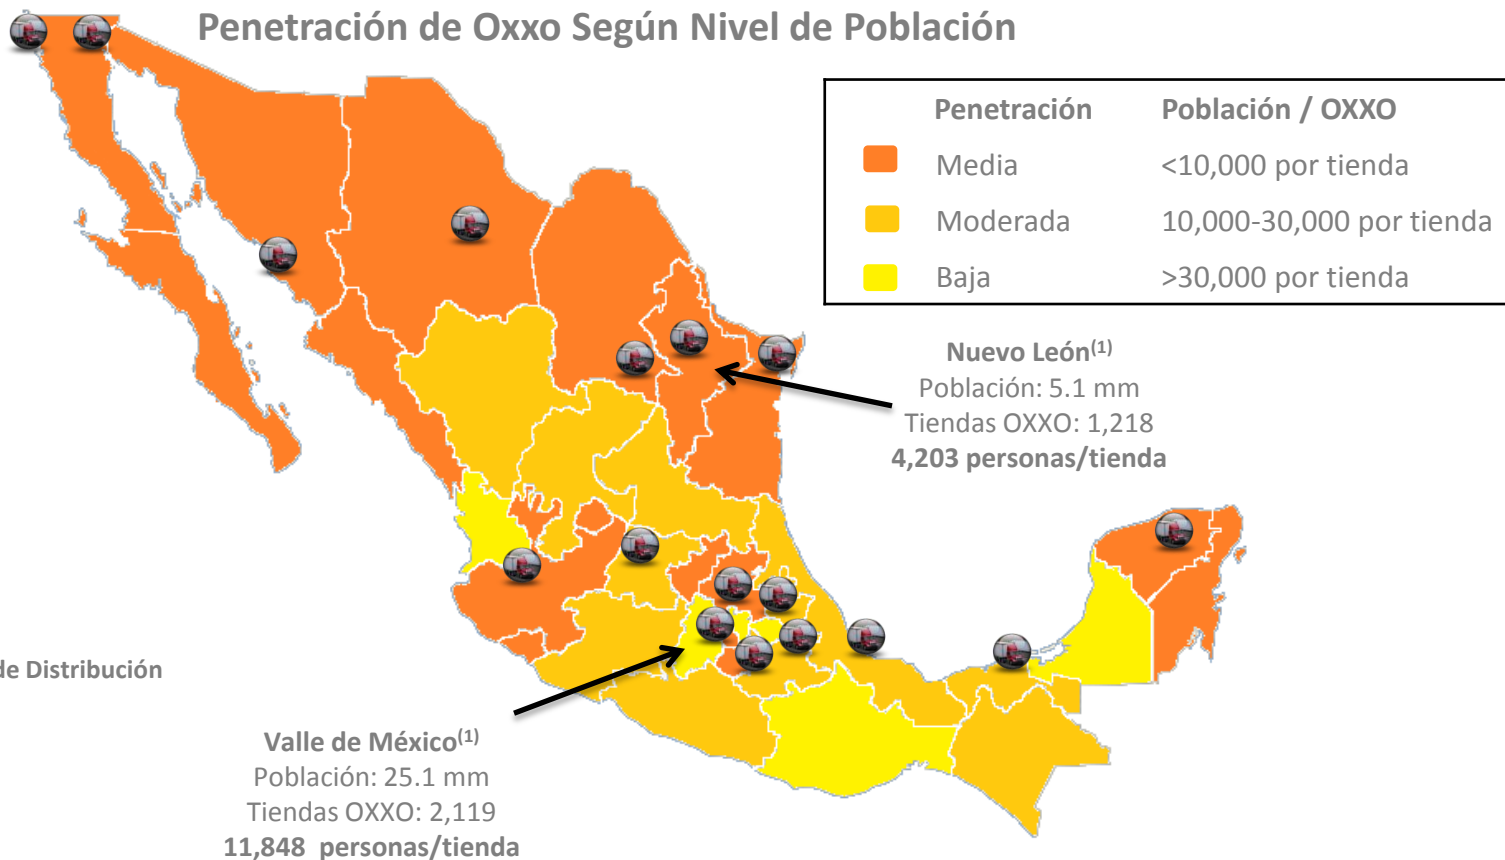 Penetración de Oxxo Según Nivel de Población
Penetración Población / OXXO
Media <10,000 por tienda
Moderada 10,000-30,000 por tienda
Baja >30,000 por tienda
Nuevo León(1)
Población: 5.1 mm
Tiendas OXXO: 1,218
4,203 personas/tienda
de Distribución
Valle de México(1)
Población: 25.1 mm
Tiendas OXXO: 2,119
11,848 personas/tienda